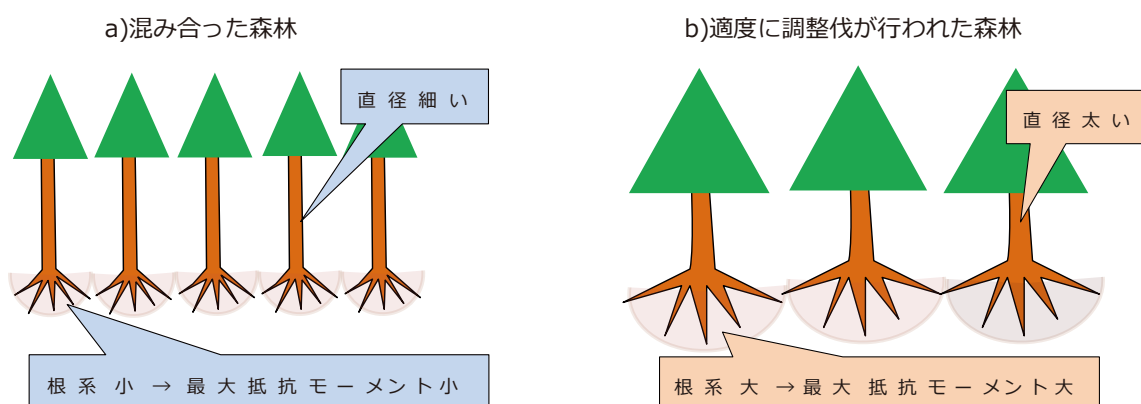 a)混み合った森林
b)適度に調整伐が行われた森林
直径細い
直径太い
根系小→最大抵抗モーメント小
根系大→最大抵抗モーメント大